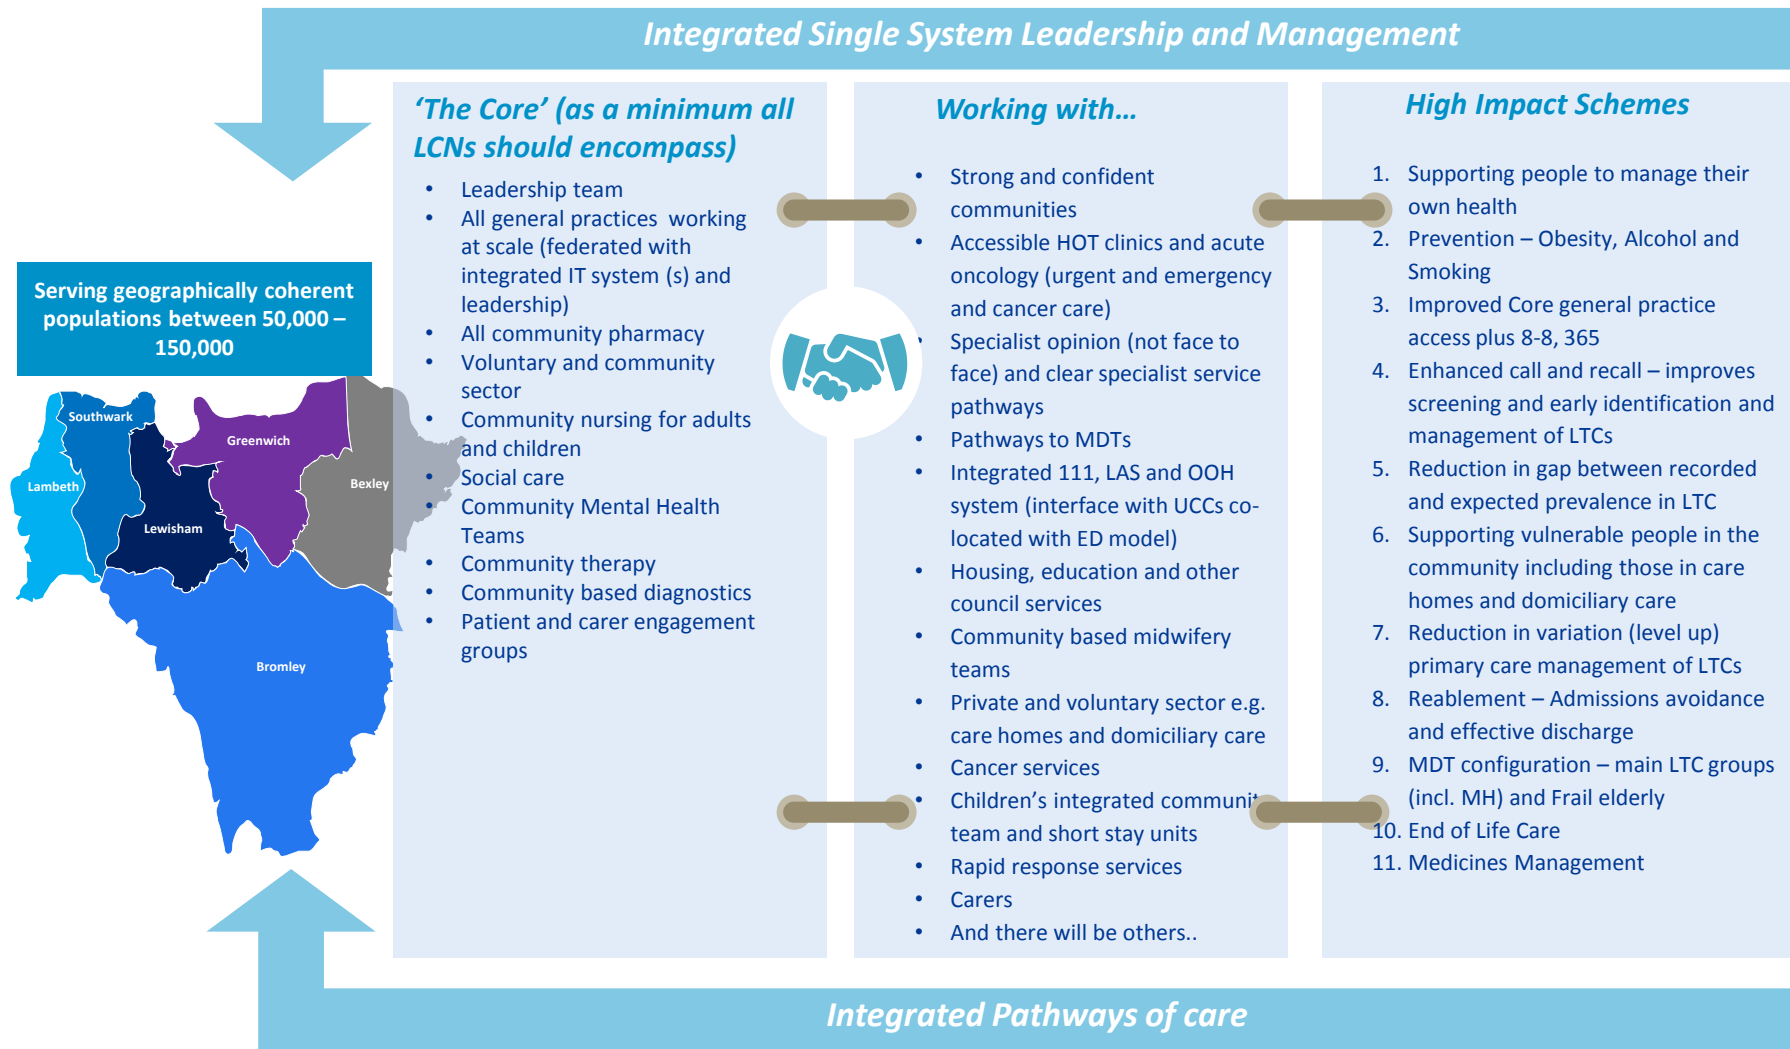 Integrated Single System Leadership and Management
Serving geographically coherent
populations between 50,000 –
150,000
Southwark
Greenwich
Lambeth
Bexley
Lewisham
Bromley
‘The Core’ (as a minimum all
LCNs should encompass)
• Leadership team
• All general practices working
at scale (federated with
integrated IT system (s) and
leadership)
• All community pharmacy
• Voluntary and community
sector
• Community nursing for adults
and children
• Social care
• Community Mental Health
Teams
• Community therapy
• Community based diagnostics
• Patient and carer engagement
groups
Working with…
• Strong and confident
communities
• Accessible HOT clinics and acute
oncology (urgent and emergency
and cancer care)
• Specialist opinion (not face to
face) and clear specialist service
pathways
• Pathways to MDTs
• Integrated 111, LAS and OOH
system (interface with UCCs co-
located with ED model)
• Housing, education and other
council services
• Community based midwifery
teams
• Private and voluntary sector e.g.
care homes and domiciliary care
• Cancer services
• Children’s integrated communit
team and short stay units
• Rapid response services
• Carers
• And there will be others..
High Impact Schemes
1. Supporting people to manage their
own health
2. Prevention – Obesity, Alcohol and
Smoking
3. Improved Core general practice
access plus 8-8, 365
4. Enhanced call and recall – improves
screening and early identification and
management of LTCs
5. Reduction in gap between recorded
and expected prevalence in LTC
6. Supporting vulnerable people in the
community including those in care
homes and domiciliary care
7. Reduction in variation (level up)
primary care management of LTCs
8. Reablement – Admissions avoidance
and effective discharge
9. MDT configuration – main LTC groups
(incl. MH) and Frail elderly
10. End of Life Care
11. Medicines Management
Integrated Pathways of care